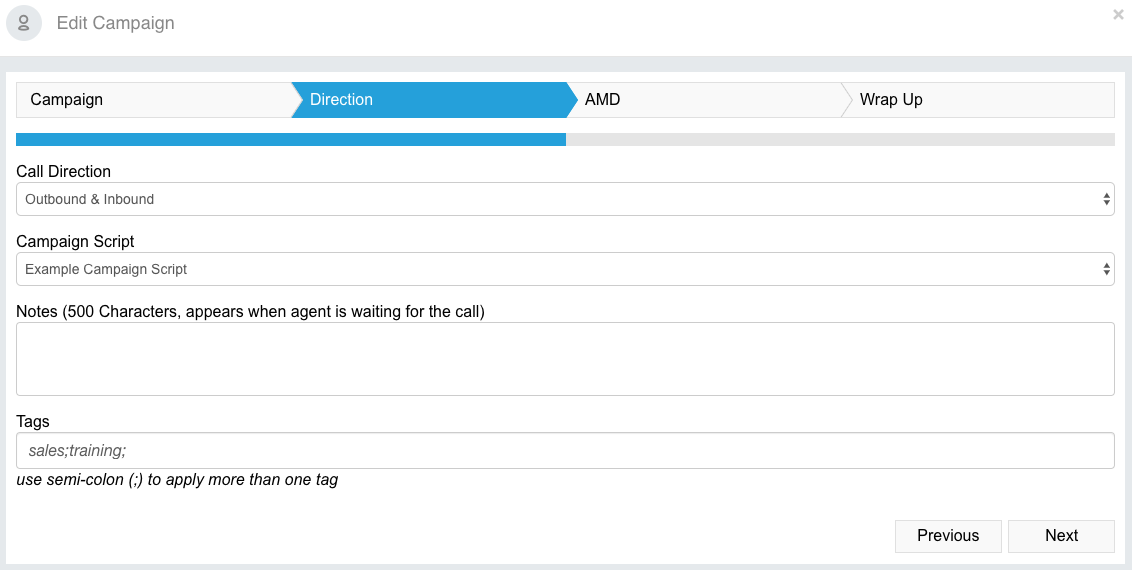 Edit Campaign
×
Campaign
Direction
AMD
Wrap Up
Call Direction
Outbound & Inbound
Campaign Script
Example Campaign Script
Notes (500 Characters, appears when agent is waiting for the call)
Tags
sales;training;
use semi-colon (;) to apply more than one tag
Previous
Next